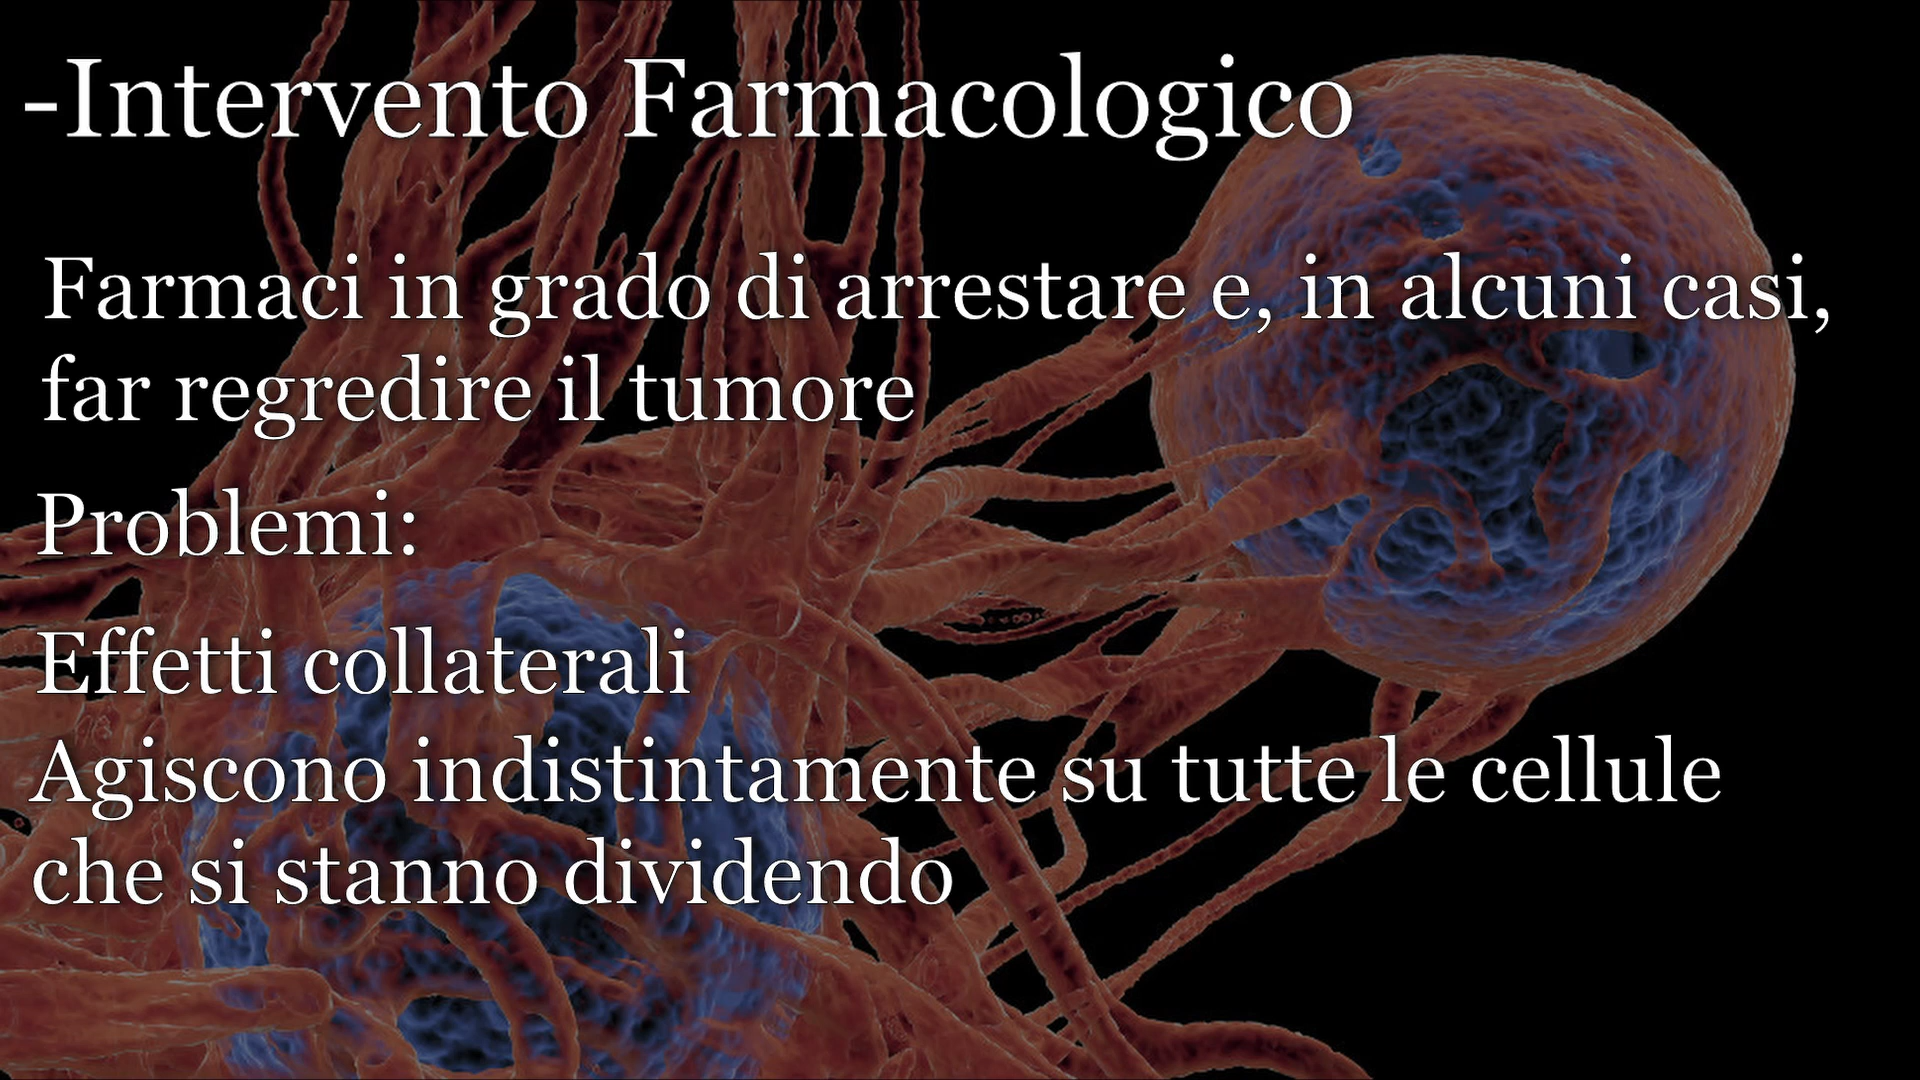 -Intervento Farmacologico
Farmaci in grado di arrestare e, in alcuni casi,
far regredire il tumore
Problemi:
Effetti collaterali
Agiscono indistintamente su tutte le cellule
che si stanno dividendo